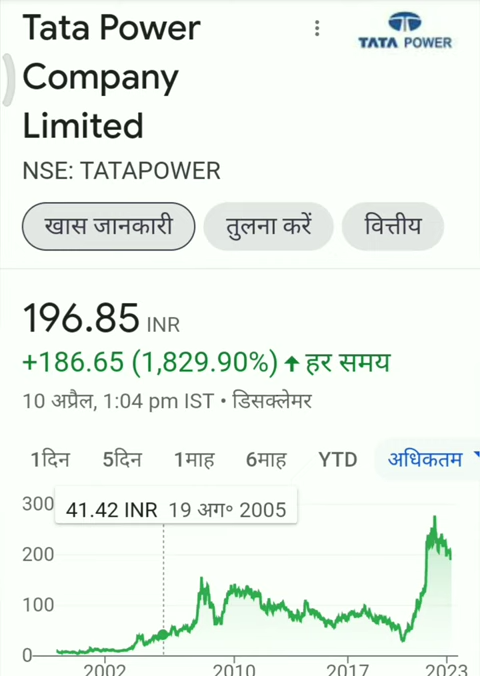 Tata Power
Company
Limited
TATA POWER
NSE: TATAPOWER
खास जानकारी तुलना करें वित्तीय
196.85 INR
+186.65 (1,829.90%) ↑ हर समय
10 अप्रैल, 1:04 pm IST • डिसक्लेमर
1दिन 5दिन 1माह 6माह YTD अधिकतम
300
41.42 INR 19 अग॰ 2005
200
100
0
2002 2010 2017 2023